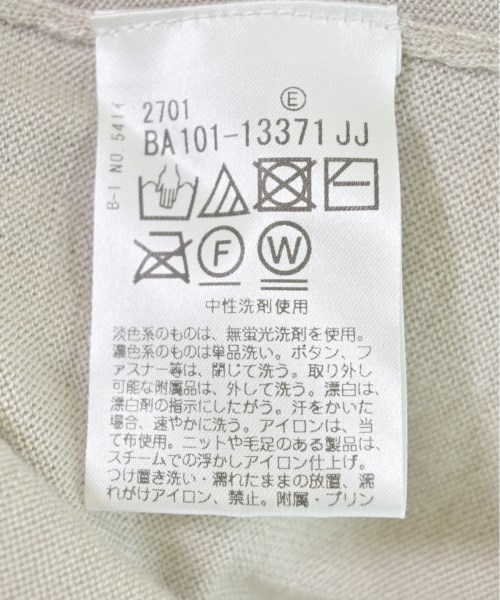 E
2701
BA101-13371 JJ
B-1 NO. 5414
F
W
中性洗剤使用
淡色系のものは、無蛍光洗剤を使用。
濃色系のものは単品洗い。ボタン、フ
ァスナー等は、閉じて洗う。取り外し
可能な附属品は、外して洗う。漂白は、
漂白剤の指示にしたがう。汗をかいた
場合、速やかに洗う。アイロンは、当
て布使用。ニットや毛足のある製品は、
スチームでの浮かしアイロン仕上げ。
つけ置き洗い・濡れたままの放置、濡
れがけアイロン、禁止。附属・プリン